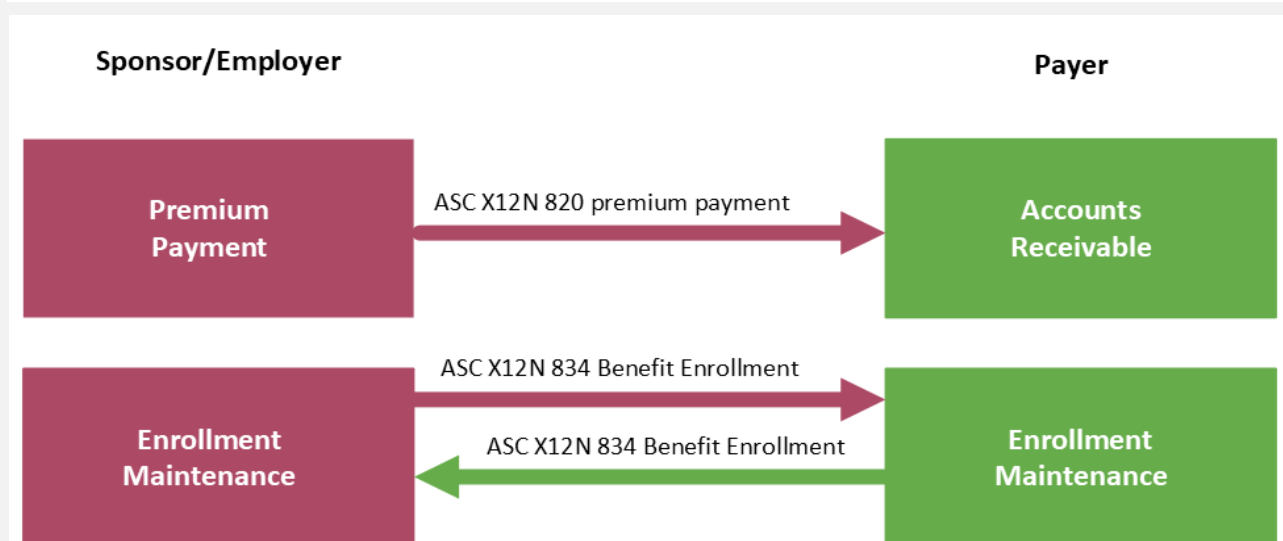 Sponsor/Employer
Payer
Premium
Payment
ASC X12N 820 premium payment
Accounts
Receivable
Enrollment
Maintenance
ASC X12N 834 Benefit Enrollment
ASC X12N 834 Benefit Enrollment
Enrollment
Maintenance